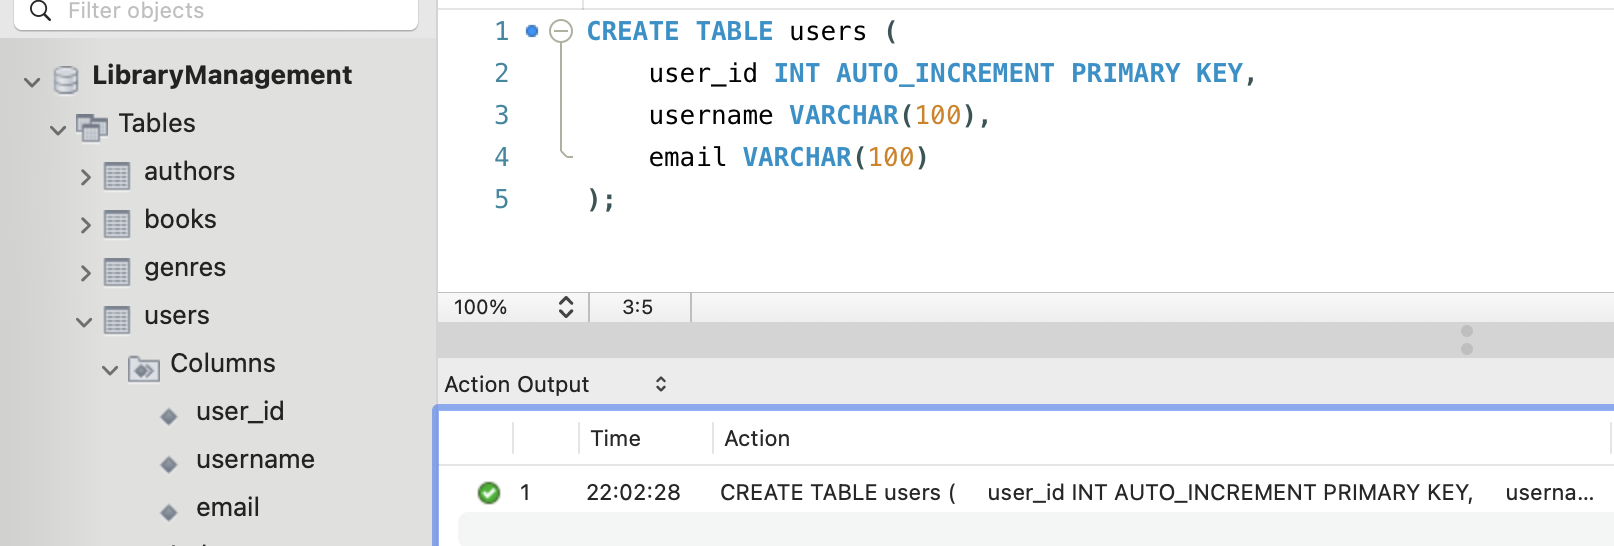 Filter objects
LibraryManagement
Tables
authors
books
genres
users
Columns
user_id
username
email
1 CREATE TABLE users (
2 user_id INT AUTO_INCREMENT PRIMARY KEY,
3 username VARCHAR(100),
4 email VARCHAR(100)
5 );
100% 3:5
Action Output
Time Action
1 22:02:28 CREATE TABLE users ( user_id INT AUTO_INCREMENT PRIMARY KEY, userna...